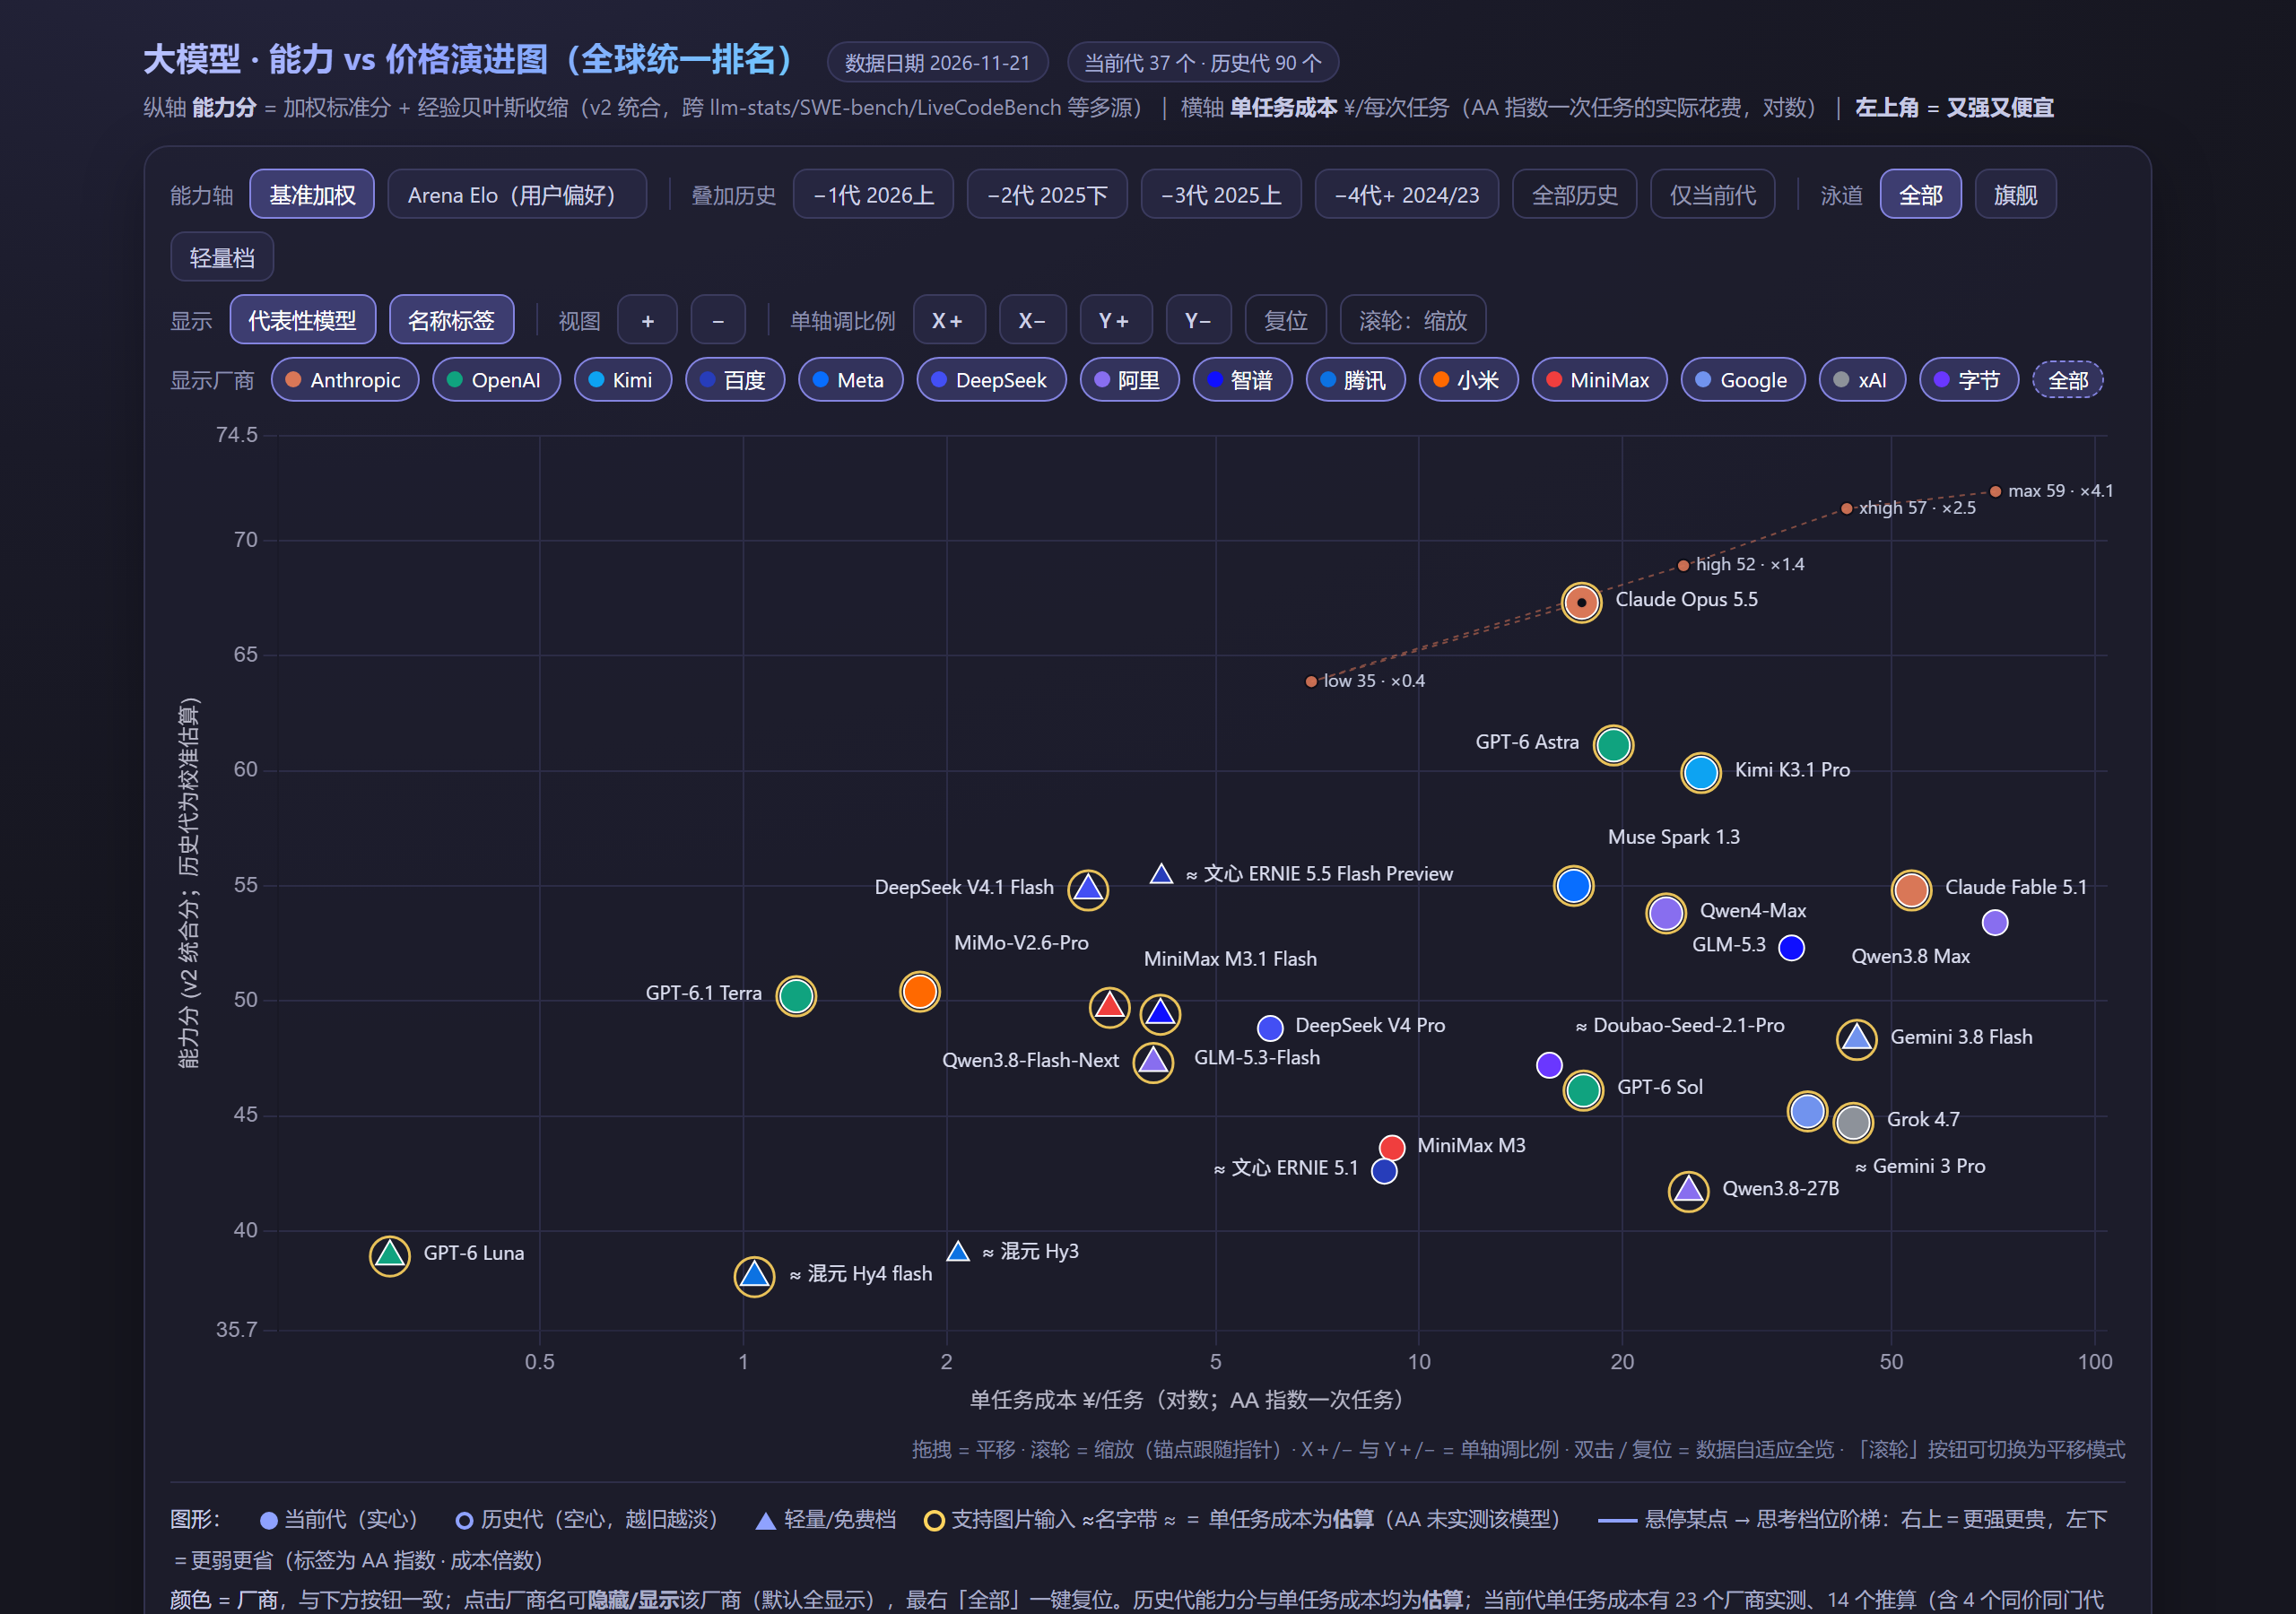 大模型 · 能力 vs 价格演进图（全球统一排名） 数据日期 2026-11-21 当前代 37 个 · 历史代 90 个
纵轴 能力分 = 加权标准分 + 经验贝叶斯收缩（v2 统合，跨 llm-stats/SWE-bench/LiveCodeBench 等多源）｜ 横轴 单任务成本 ¥/每次任务（AA 指数一次任务的实际花费，对数）｜ 左上角 = 又强又便宜
能力轴 基准加权 Arena Elo（用户偏好） 叠加历史 −1代 2026上 −2代 2025下 −3代 2025上 −4代+ 2024/23 全部历史 仅当前代 泳道 全部 旗舰
轻量档
显示 代表性模型 名称标签 视图 + − 单轴调比例 X+ X− Y+ Y− 复位 滚轮：缩放
显示厂商 Anthropic OpenAI Kimi 百度 Meta DeepSeek 阿里 智谱 腾讯 小米 MiniMax Google xAI 字节 全部
74.5
max 59 · ×4.1
xhigh 57 · ×2.5
70
high 52 · ×1.4
Claude Opus 5.5
65
low 35 · ×0.4
GPT-6 Astra
60
Kimi K3.1 Pro
Muse Spark 1.3
≈ 文心 ERNIE 5.5 Flash Preview
55
DeepSeek V4.1 Flash
Claude Fable 5.1
Qwen4-Max
MiMo-V2.6-Pro
GLM-5.3
Qwen3.8 Max
MiniMax M3.1 Flash
GPT-6.1 Terra
50
DeepSeek V4 Pro
≈ Doubao-Seed-2.1-Pro
Gemini 3.8 Flash
Qwen3.8-Flash-Next
GLM-5.3-Flash
GPT-6 Sol
45
Grok 4.7
MiniMax M3
≈ 文心 ERNIE 5.1
≈ Gemini 3 Pro
Qwen3.8-27B
40
GPT-6 Luna
≈ 混元 Hy3
≈ 混元 Hy4 flash
35.7
能力分 (v2 统合分；历史代为校准估算)
0.5 1 2 5 10 20 50 100
单任务成本 ¥/任务（对数；AA 指数一次任务）
拖拽 = 平移 · 滚轮 = 缩放（锚点跟随指针）· X+/− 与 Y+/− = 单轴调比例 · 双击 / 复位 = 数据自适应全览 · 「滚轮」按钮可切换为平移模式
图形： 当前代（实心） 历史代（空心，越旧越淡） 轻量/免费档 支持图片输入 ≈名字带 ≈ = 单任务成本为估算（AA 未实测该模型） 悬停某点 → 思考档位阶梯：右上 = 更强更贵，左下
= 更弱更省（标签为 AA 指数 · 成本倍数）
颜色 = 厂商，与下方按钮一致；点击厂商名可隐藏/显示该厂商（默认全显示），最右「全部」一键复位。历史代能力分与单任务成本均为估算；当前代单任务成本有 23 个厂商实测、14 个推算（含 4 个同价同门代